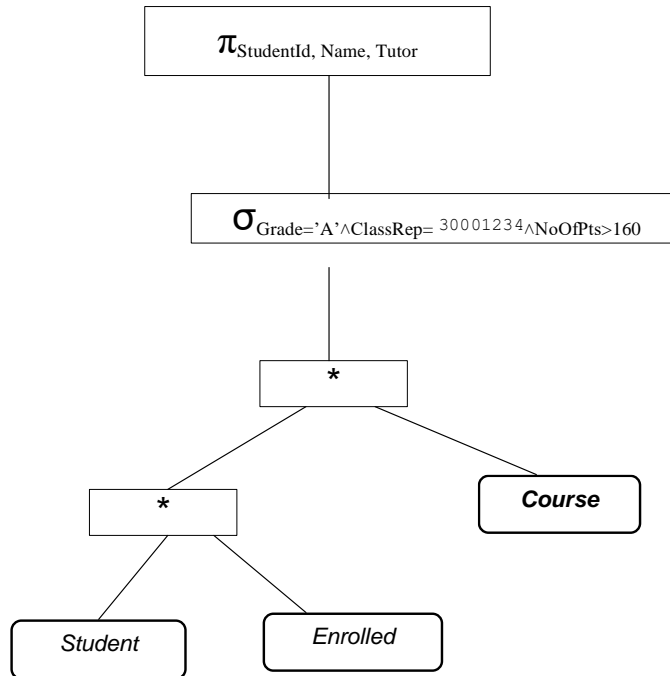 πStudentId, Name, Tutor
σGrade=’A’∧ClassRep= 30001234∧NoOfPts>160
*
*
Course
Student
Enrolled